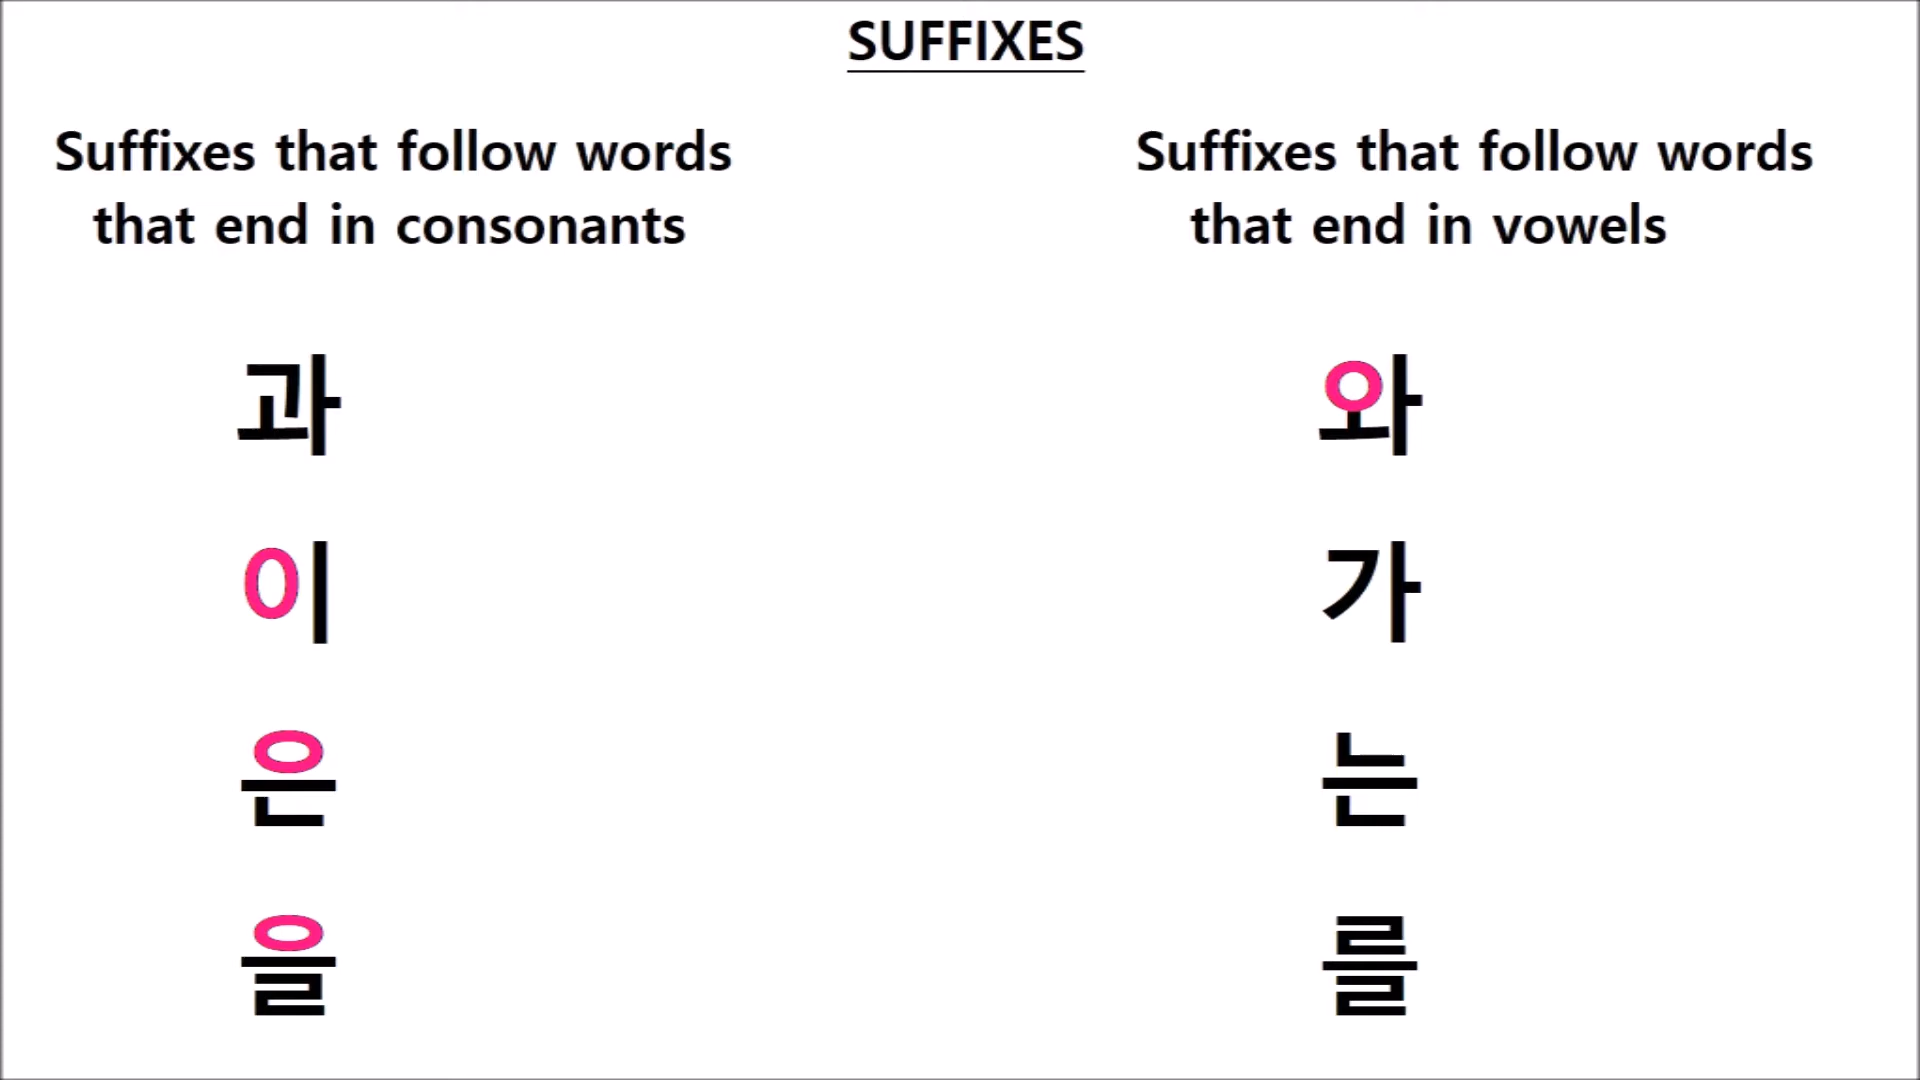 SUFFIXES
Suffixes that follow words
that end in consonants
Suffixes that follow words
that end in vowels
과
와
이
가
은
는
을
를